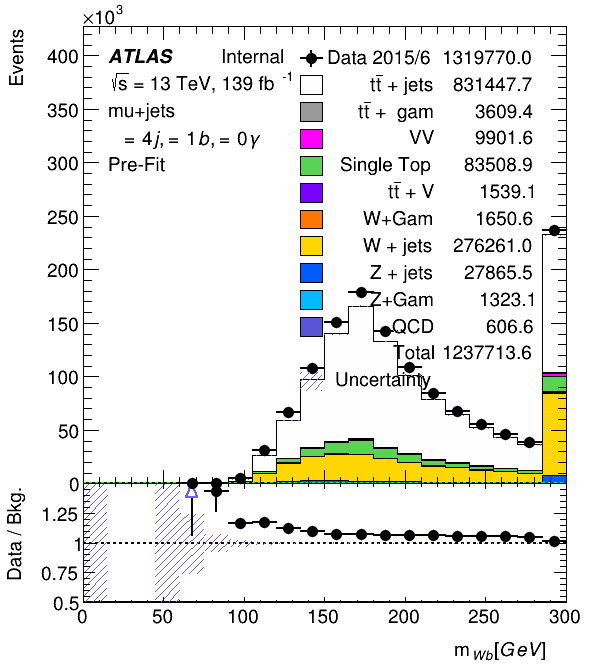 ×10³
Events
400
350
300
250
200
150
100
50
0
ATLAS Internal
√s = 13 TeV, 139 fb⁻¹
mu+jets
= 4j, = 1b, = 0γ
Pre-Fit
Data 2015/6 1319770.0
tt̄ + jets 831447.7
tt̄ + gam 3609.4
VV 9901.6
Single Top 83508.9
tt̄ + V 1539.1
W+Gam 1650.6
W + jets 276261.0
Z + jets 27865.5
Z+Gam 1323.1
QCD 606.6
Total 1237713.6
Uncertainty
Data / Bkg.
1.25
1
0.75
0.5
0 50 100 150 200 250 300
m_Wb[GeV]